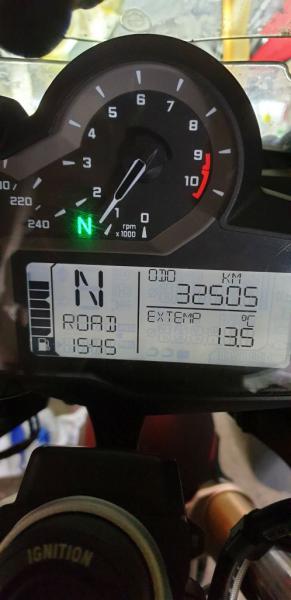 6
5 7
4 8
3 9
2 10
1 0
220
240
N
rpm
x 1000
N
ODO KM
32505
ROAD
EXTEMP °C
1545
13.5
IGNITION